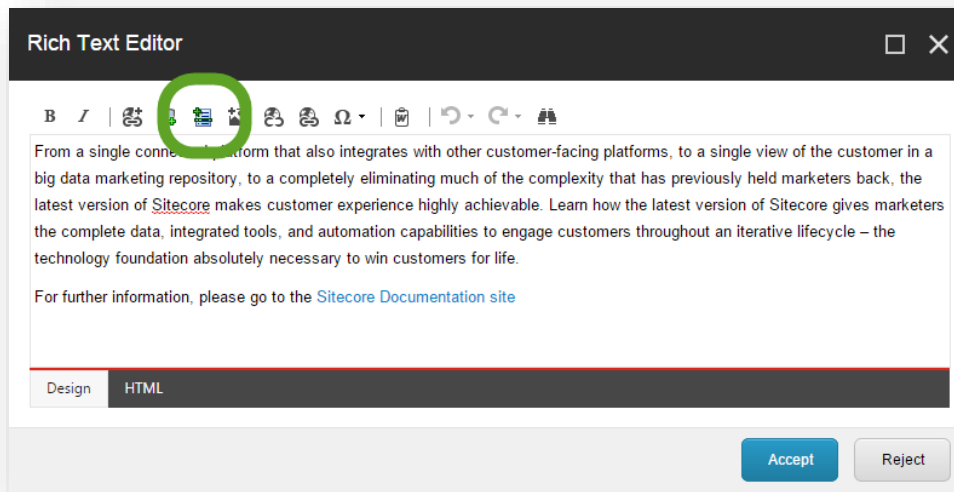 Rich Text Editor
B I Ω W
From a single platform that also integrates with other customer-facing platforms, to a single view of the customer in a
big data marketing repository, to a completely eliminating much of the complexity that has previously held marketers back, the
latest version of Sitecore makes customer experience highly achievable. Learn how the latest version of Sitecore gives marketers
the complete data, integrated tools, and automation capabilities to engage customers throughout an iterative lifecycle – the
technology foundation absolutely necessary to win customers for life.
For further information, please go to the Sitecore Documentation site
Design HTML
Accept Reject